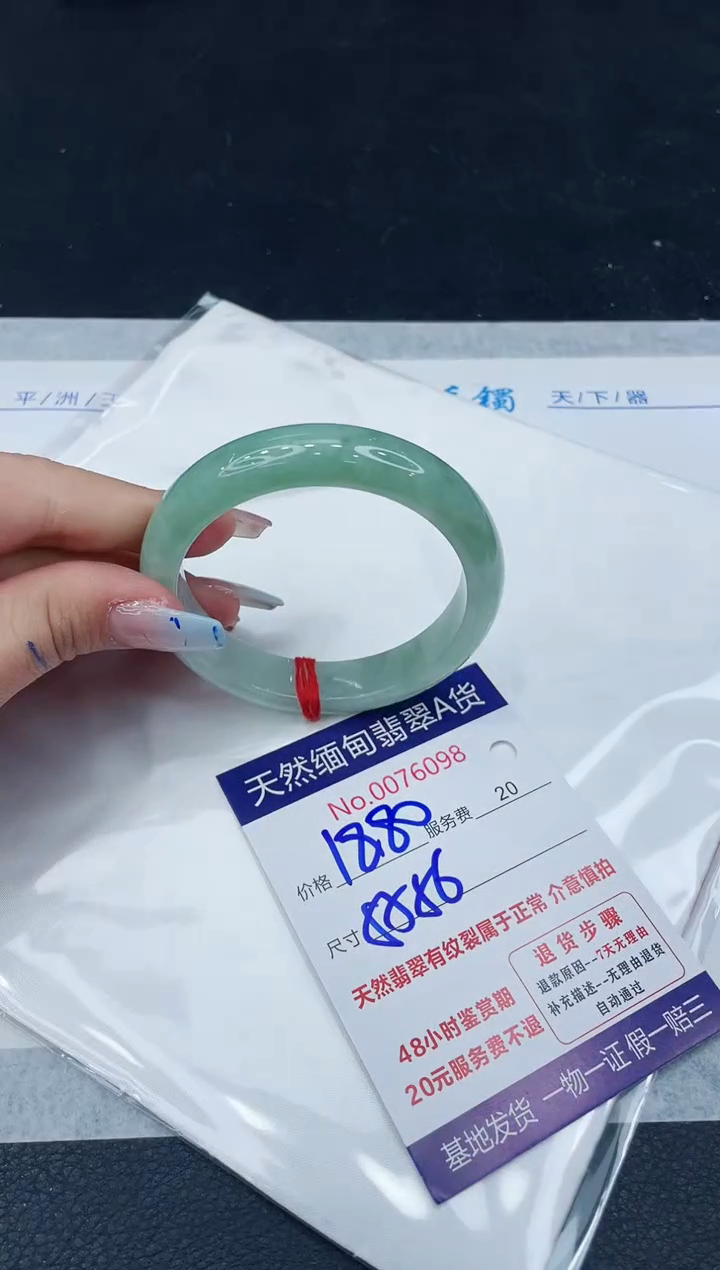 平/洲/玉
镯
天/下/器
天然缅甸翡翠A货
No.0076098
价格 1880 服务费 20
尺寸
天然翡翠有纹裂属于正常 介意慎拍
48小时鉴赏期
20元服务费不退
退货步骤
退款原因--7天无理由
补充描述--无理由退货
自动通过
基地发货 一物一证 假一赔三